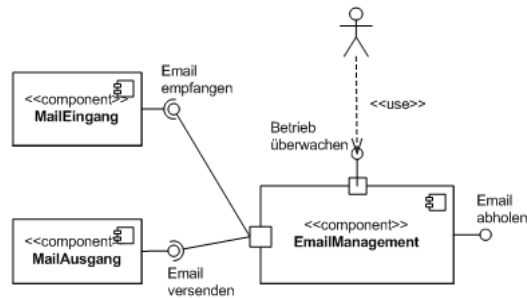 Email
empfangen
<<component>>
MailEingang
<<use>>
Betrieb
überwachen
<<component>>
MailAusgang
Email
versenden
<<component>>
EmailManagement
Email
abholen